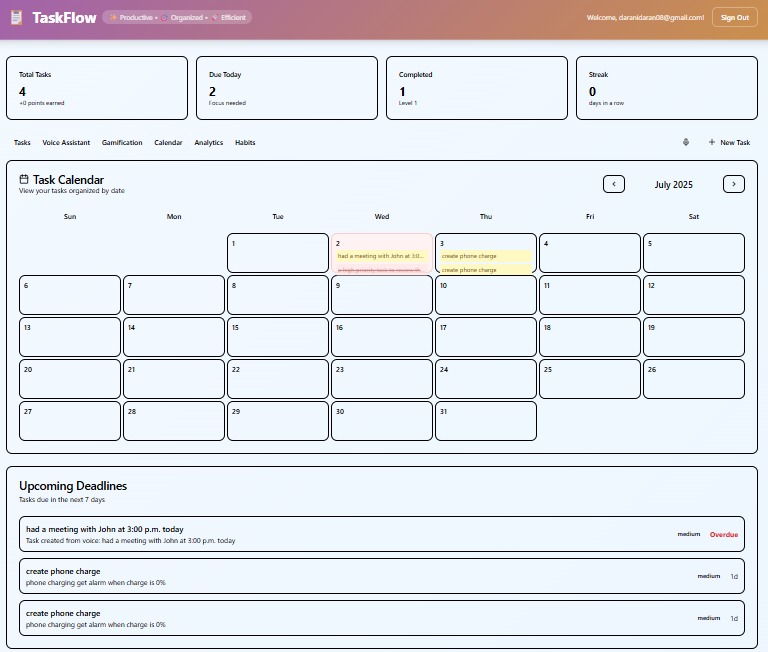 TaskFlow
✨ Productive • 🎯 Organized • 🚀 Efficient
Welcome, daranidaran08@gmail.com!
Sign Out
Total Tasks
4
+0 points earned
Due Today
2
Focus needed
Completed
1
Level 1
Streak
0
days in a row
Tasks Voice Assistant Gamification Calendar Analytics Habits
+ New Task
Task Calendar
View your tasks organized by date
‹ July 2025 ›
Sun Mon Tue Wed Thu Fri Sat
1 2 3 4 5
had a meeting with John at 3:0... create phone charge
a high priority task to review th... create phone charge
6 7 8 9 10 11 12
13 14 15 16 17 18 19
20 21 22 23 24 25 26
27 28 29 30 31
Upcoming Deadlines
Tasks due in the next 7 days
had a meeting with John at 3:00 p.m. today
Task created from voice: had a meeting with John at 3:00 p.m. today
medium Overdue
create phone charge
phone charging get alarm when charge is 0%
medium 1d
create phone charge
phone charging get alarm when charge is 0%
medium 1d